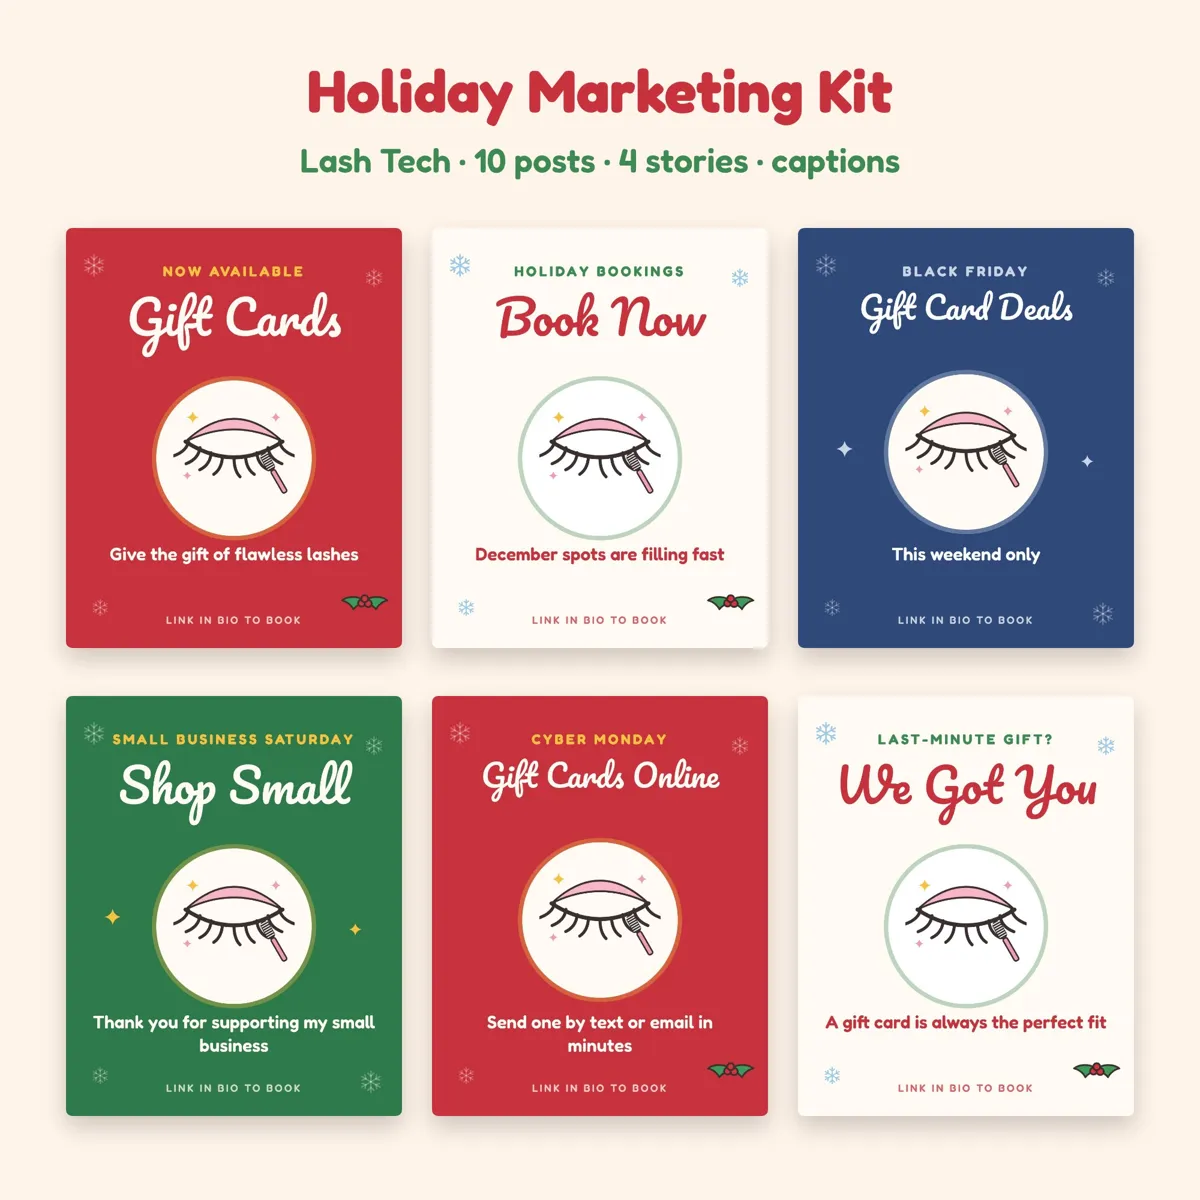 Holiday Marketing Kit
Lash Tech · 10 posts · 4 stories · captions
NOW AVAILABLE
Gift Cards
Give the gift of flawless lashes
LINK IN BIO TO BOOK
HOLIDAY BOOKINGS
Book Now
December spots are filling fast
LINK IN BIO TO BOOK
BLACK FRIDAY
Gift Card Deals
This weekend only
LINK IN BIO TO BOOK
SMALL BUSINESS SATURDAY
Shop Small
Thank you for supporting my small
business
LINK IN BIO TO BOOK
CYBER MONDAY
Gift Cards Online
Send one by text or email in
minutes
LINK IN BIO TO BOOK
LAST-MINUTE GIFT?
We Got You
A gift card is always the perfect fit
LINK IN BIO TO BOOK